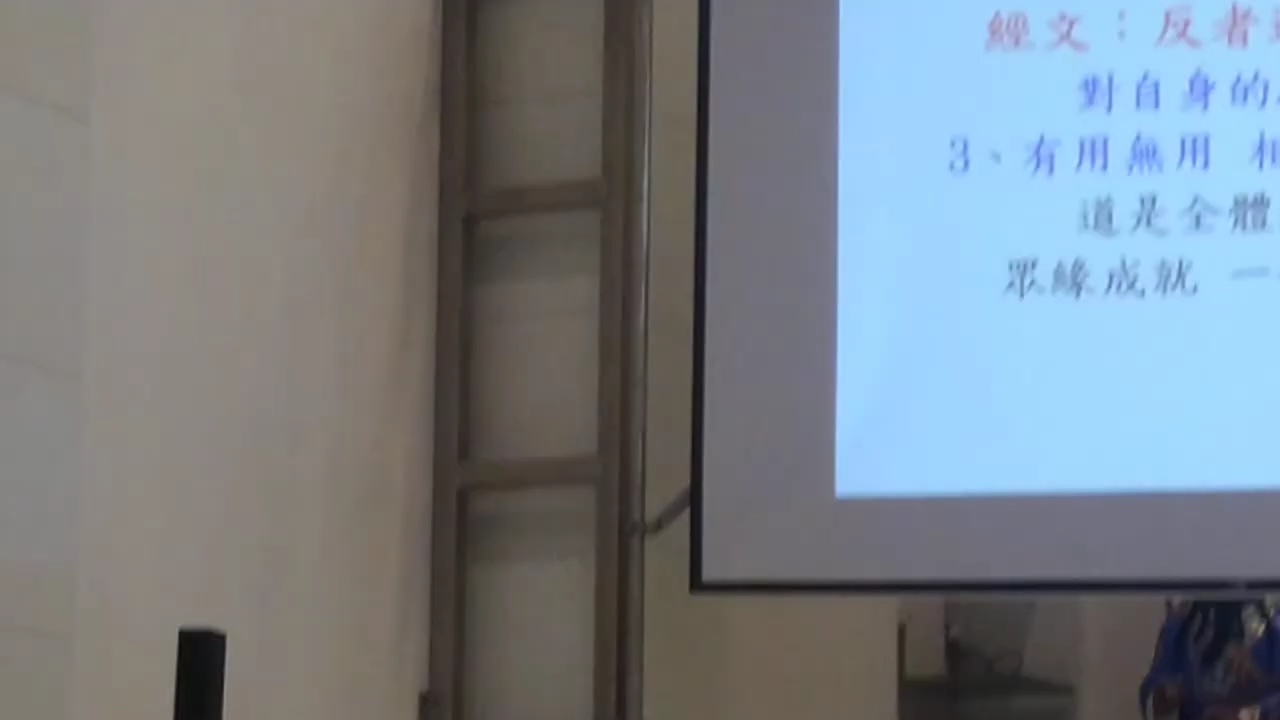 經文：反者
對自身的
3、有用無用 相
道是全體
眾緣成就 一